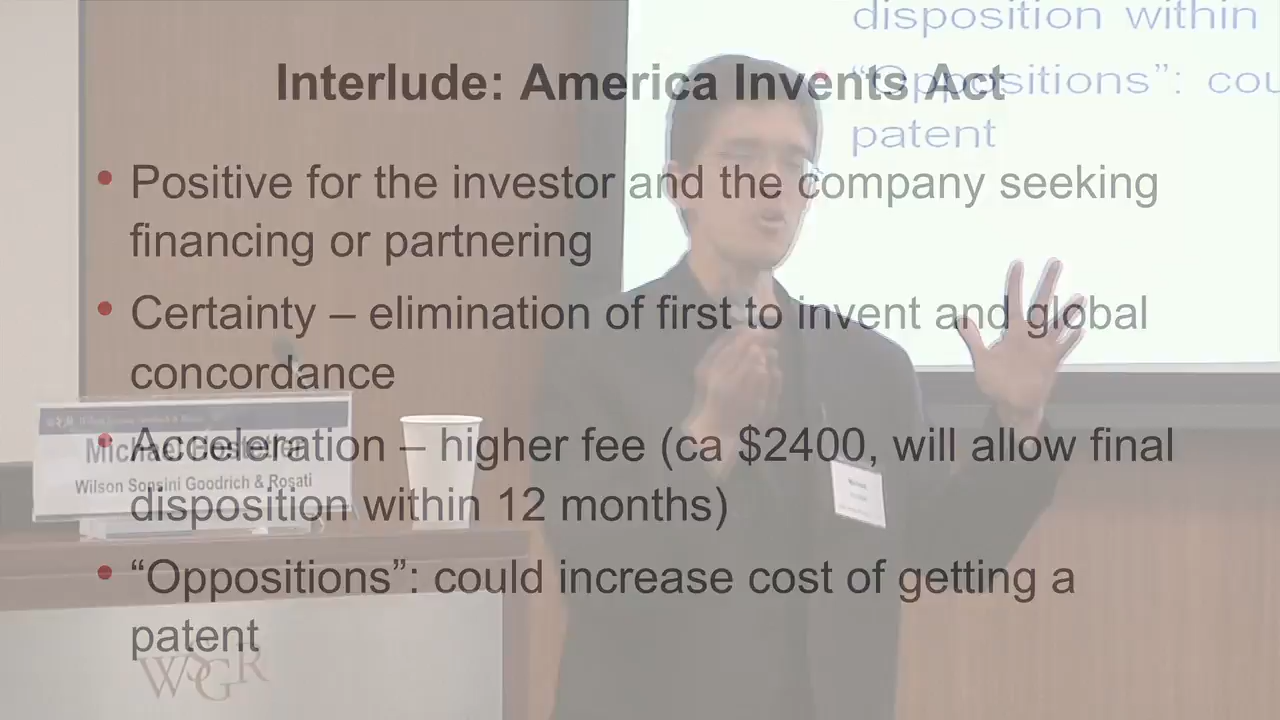 Interlude: America Invents Act
• Positive for the investor and the company seeking
financing or partnering
• Certainty – elimination of first to invent and global
concordance
• Acceleration – higher fee (ca $2400, will allow final
disposition within 12 months)
• “Oppositions”: could increase cost of getting a
patent
disposition within
“Oppositions”: cou
patent
Michael
Wilson Sonsini Goodrich & Rosati
WSGR